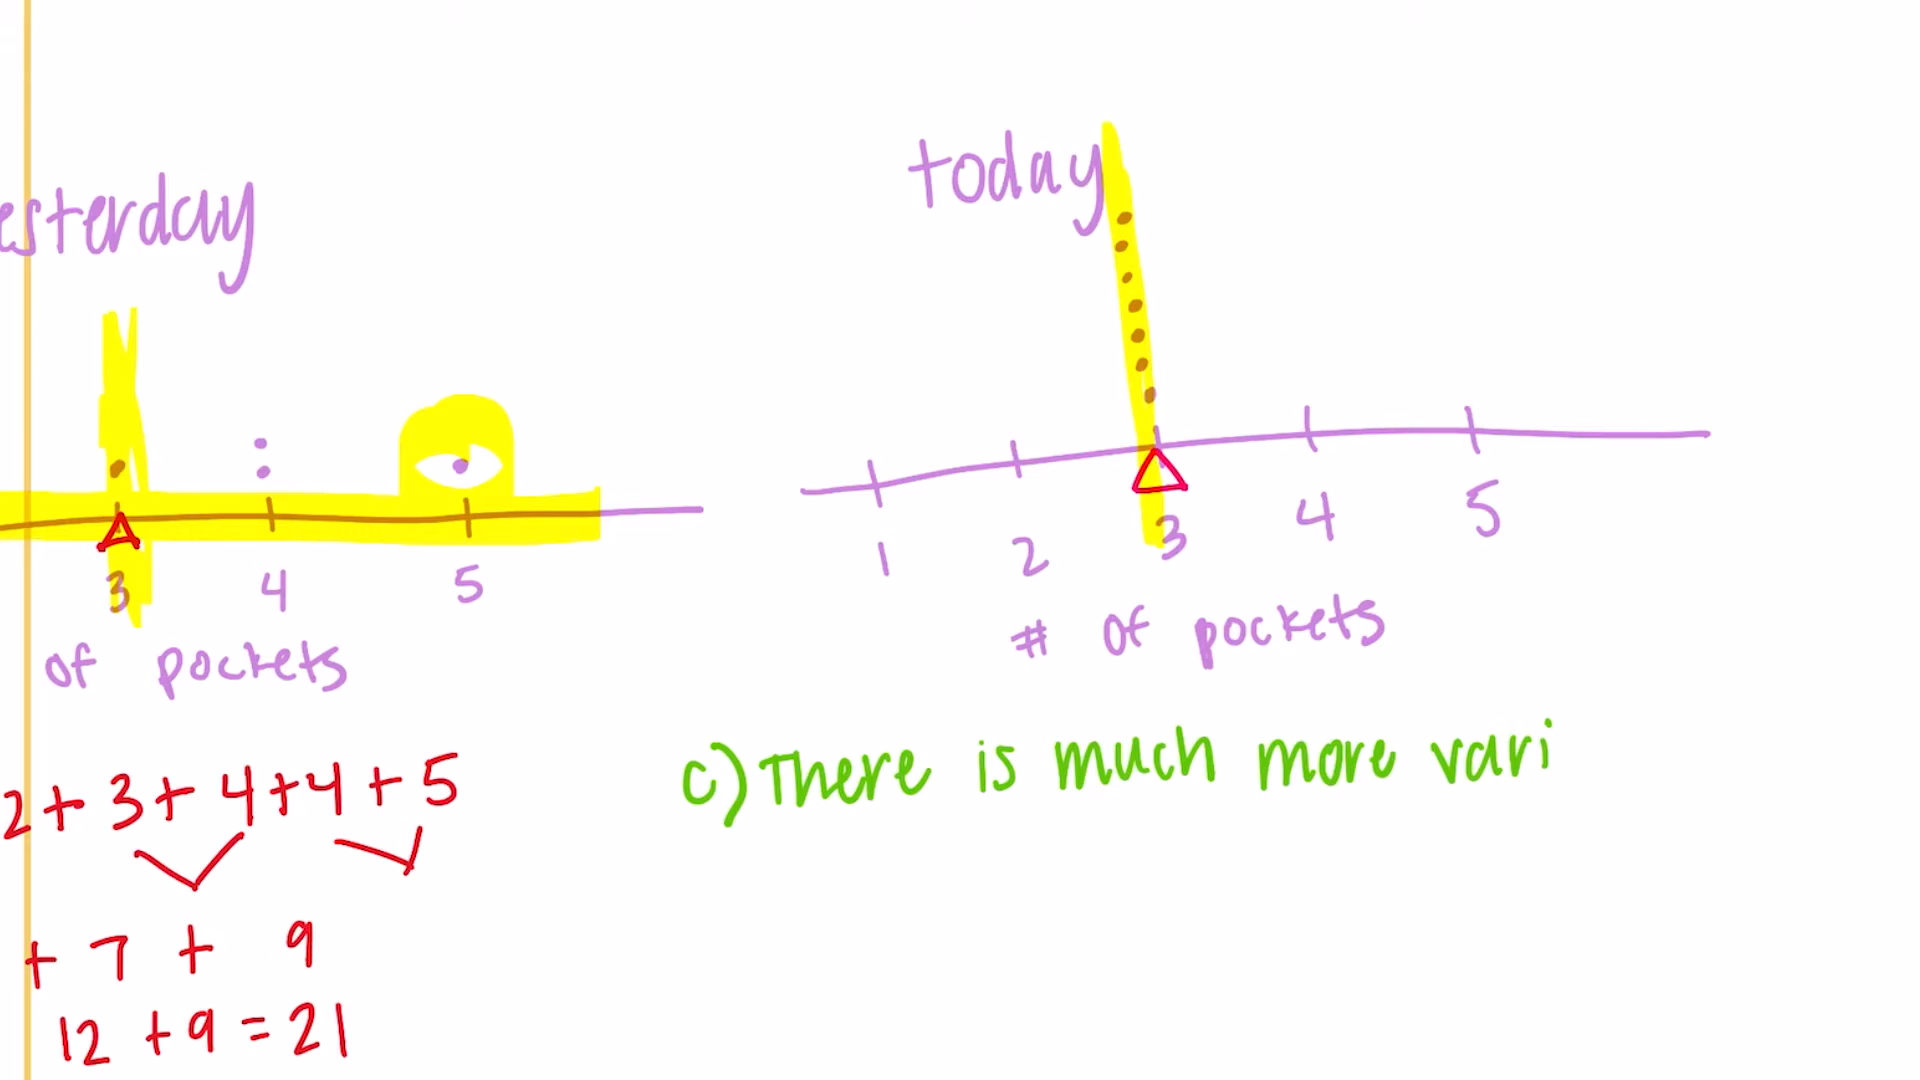 esterday
3 4 5
of pockets
2 + 3 + 4 + 4 + 5
+ 7 + 9
12 + 9 = 21
today
1 2 3 4 5
# of pockets
c) There is much more vari